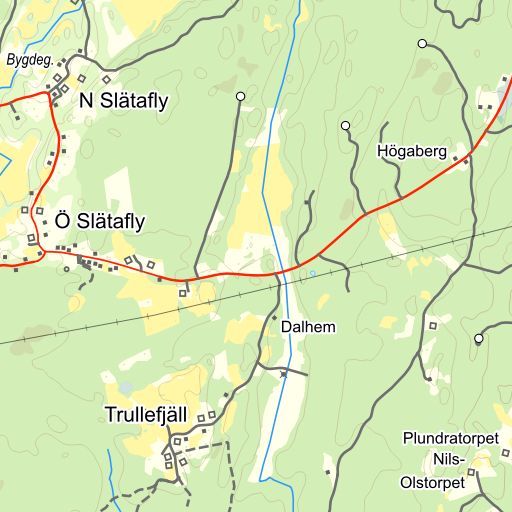 Bygdeg.
N Slätafly
Högaberg
Ö Slätafly
Dalhem
Trullefjäll
Plundratorpet
Nils-
Olstorpet